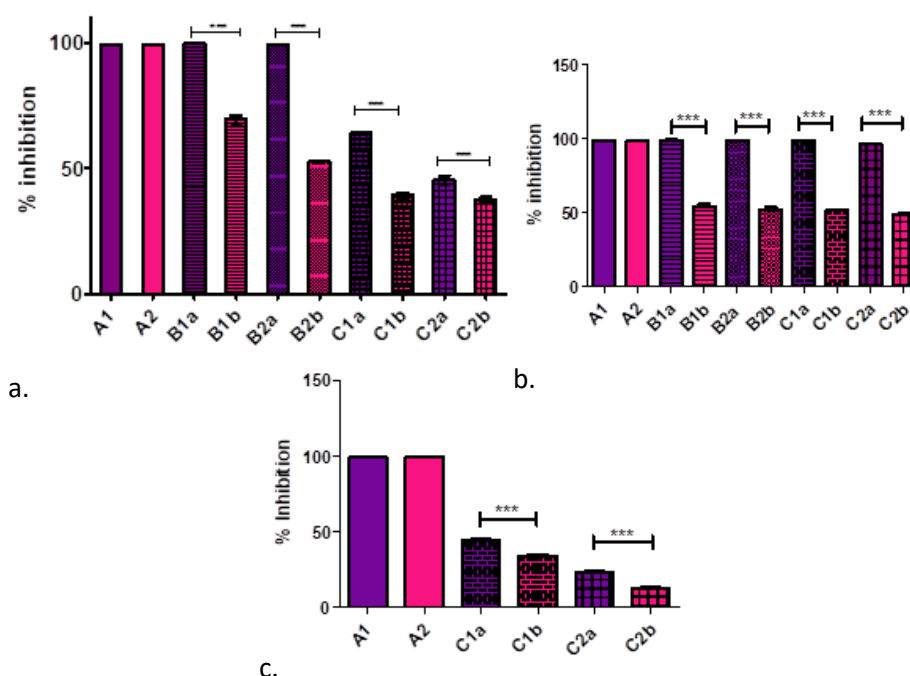 % inhibition
100
50
0
***
***
***
***
A1
A2
B1a
B1b
B2a
B2b
C1a
C1b
C2a
C2b
a.
% inhibition
150
100
50
0
***
***
***
***
A1
A2
B1a
B1b
B2a
B2b
C1a
C1b
C2a
C2b
b.
% Inhibition
150
100
50
0
***
***
A1
A2
C1a
C1b
C2a
C2b
c.